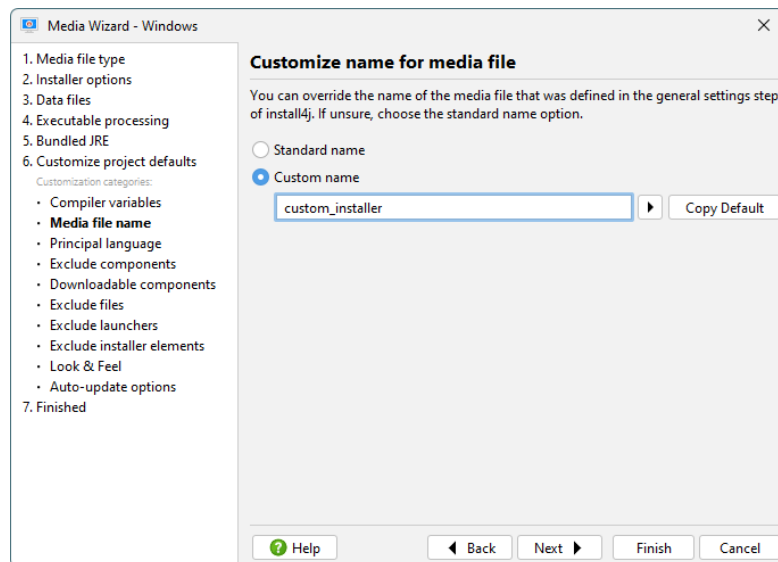 Media Wizard - Windows
1. Media file type
2. Installer options
3. Data files
4. Executable processing
5. Bundled JRE
6. Customize project defaults
Customization categories:
· Compiler variables
· Media file name
· Principal language
· Exclude components
· Downloadable components
· Exclude files
· Exclude launchers
· Exclude installer elements
· Look & Feel
· Auto-update options
7. Finished
Customize name for media file
You can override the name of the media file that was defined in the general settings step
of install4j. If unsure, choose the standard name option.
Standard name
Custom name
custom_installer
Copy Default
Help
Back
Next
Finish
Cancel